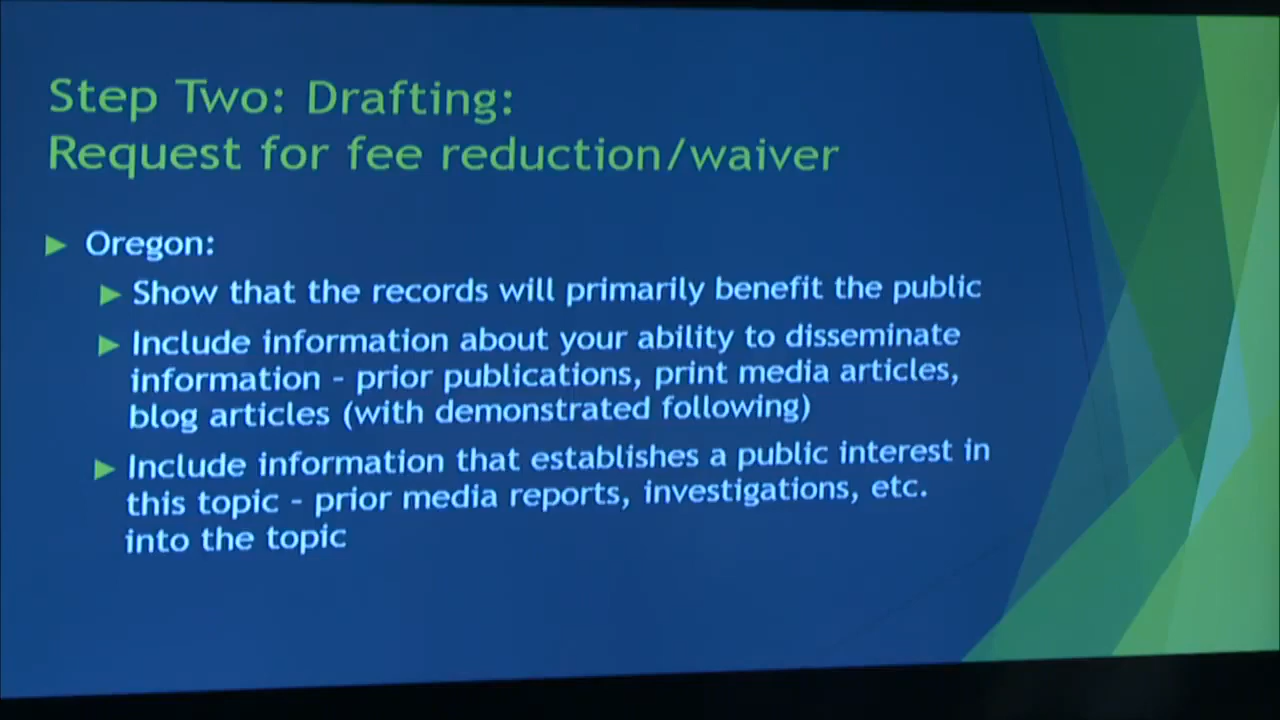 Step Two: Drafting:
Request for fee reduction/waiver
Oregon:
Show that the records will primarily benefit the public
Include information about your ability to disseminate
information - prior publications, print media articles,
blog articles (with demonstrated following)
Include information that establishes a public interest in
this topic - prior media reports, investigations, etc.
into the topic